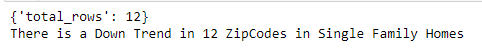 {'total_rows': 12}
There is a Down Trend in 12 ZipCodes in Single Family Homes